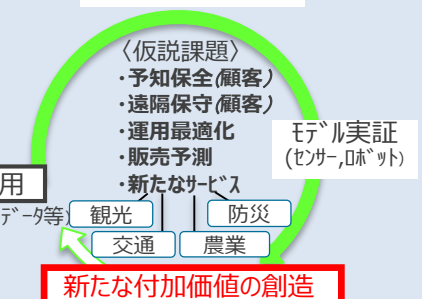 〈仮説課題〉
・予知保全(顧客)
・遠隔保守(顧客)
・運用最適化
・販売予測
・新たなサービス
ﾓﾃﾞﾙ実証
(ｾﾝｻｰ,ﾛﾎﾞｯﾄ)
用
ﾃﾞｰﾀ等)
観光
防災
交通
農業
新たな付加価値の創造